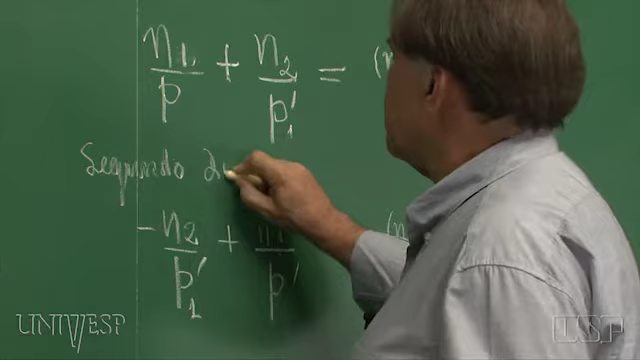 n₁/p + n₂/p'₁ = (n
Segundo
-n₂/p'₁ + n₁/p' (n
UNIVESP USP